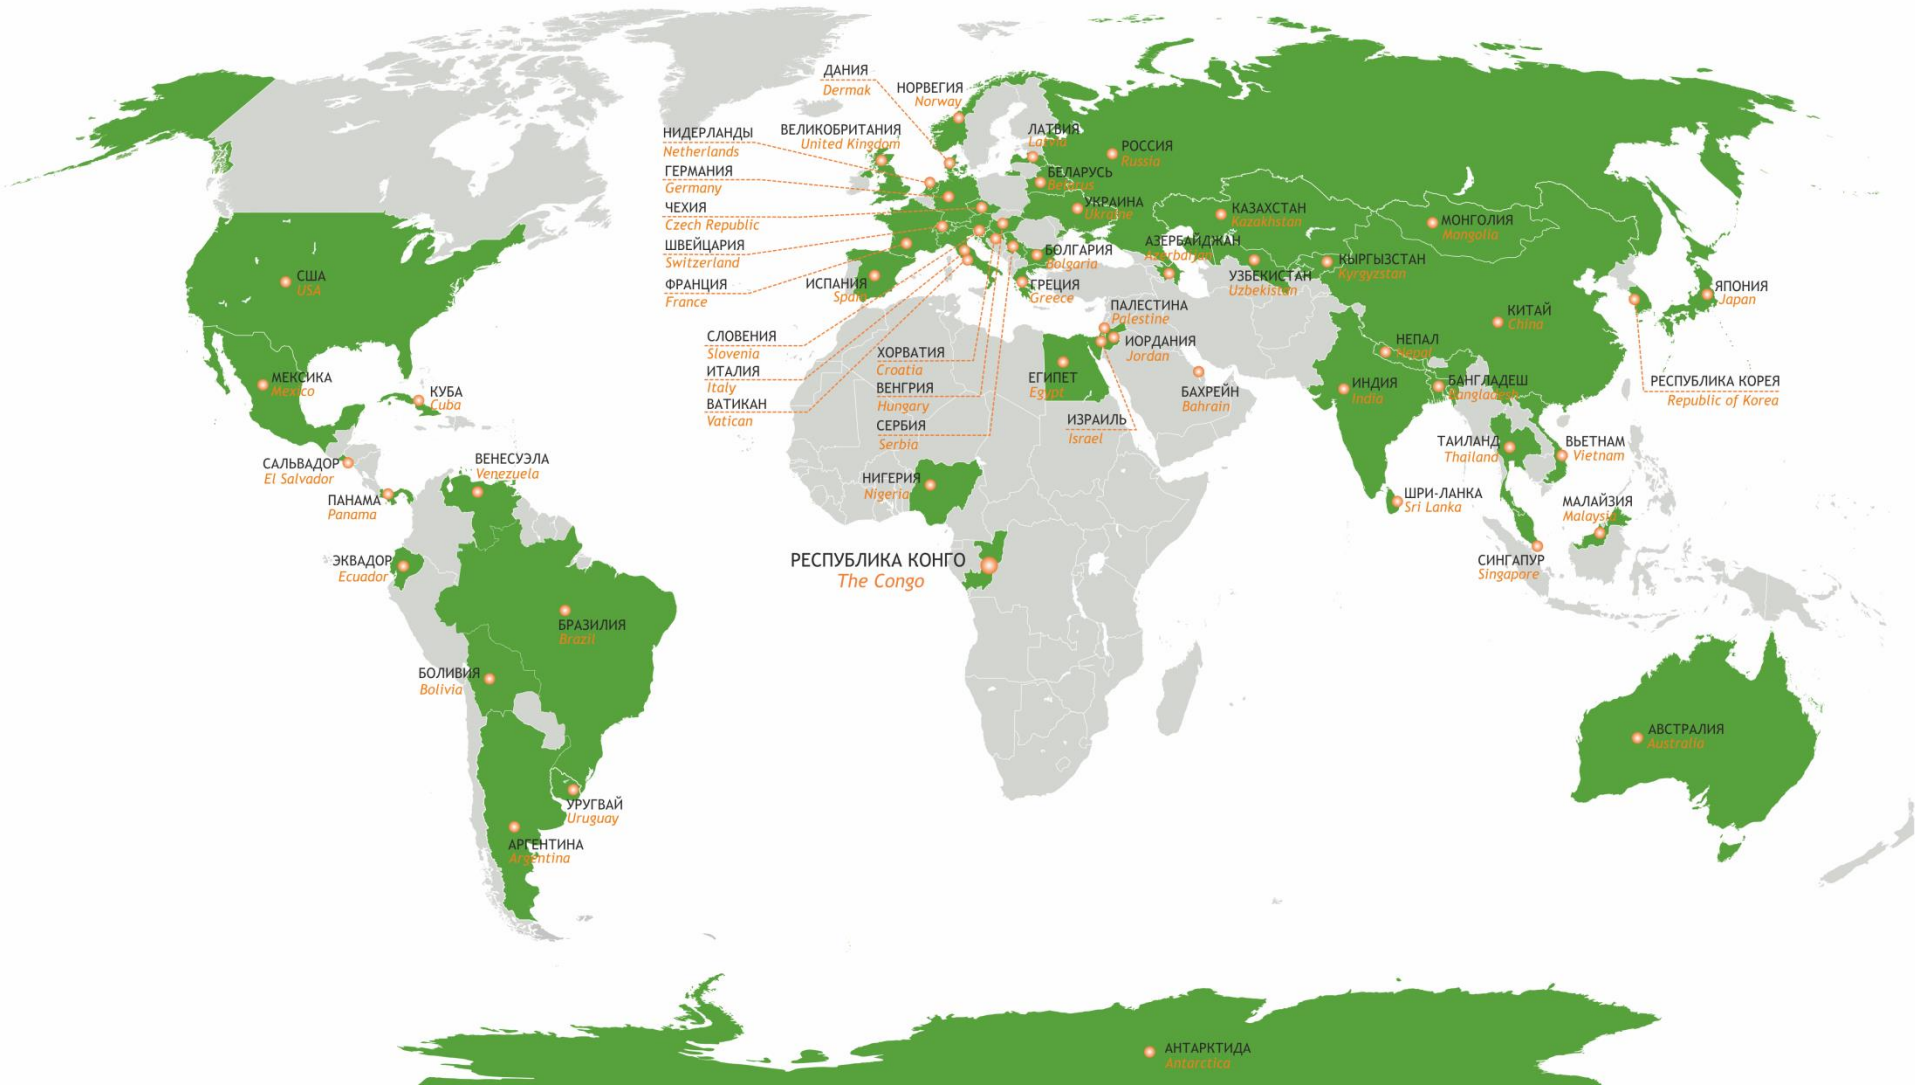 ДАНИЯ
Dermak
НОРВЕГИЯ
Norway
НИДЕРЛАНДЫ
Netherlands
ВЕЛИКОБРИТАНИЯ
United Kingdom
ЛАТВИЯ
Latvia
РОССИЯ
Russia
ГЕРМАНИЯ
Germany
БЕЛАРУСЬ
Belarus
ЧЕХИЯ
Czech Republic
УКРАИНА
Ukraine
КАЗАХСТАН
Kazakhstan
МОНГОЛИЯ
Mongolia
ШВЕЙЦАРИЯ
Switzerland
БОЛГАРИЯ
Bolgaria
АЗЕРБАЙДЖАН
Azerbaijan
КЫРГЫЗСТАН
Kyrgyzstan
УЗБЕКИСТАН
Uzbekistan
США
USA
ФРАНЦИЯ
France
ИСПАНИЯ
Spain
ГРЕЦИЯ
Greece
ЯПОНИЯ
Japan
ПАЛЕСТИНА
Palestine
КИТАЙ
China
СЛОВЕНИЯ
Slovenia
ИОРДАНИЯ
Jordan
НЕПАЛ
Nepal
ХОРВАТИЯ
Croatia
ИТАЛИЯ
Italy
ЕГИПЕТ
Egypt
МЕКСИКА
Mexico
КУБА
Cuba
ВЕНГРИЯ
Hungary
БАХРЕЙН
Bahrain
ИНДИЯ
India
БАНГЛАДЕШ
Bangladesh
РЕСПУБЛИКА КОРЕЯ
Republic of Korea
ВАТИКАН
Vatican
СЕРБИЯ
Serbia
ИЗРАИЛЬ
Israel
ТАИЛАНД
Thailand
ВЬЕТНАМ
Vietnam
САЛЬВАДОР
El Salvador
ВЕНЕСУЭЛА
Venezuela
НИГЕРИЯ
Nigeria
ШРИ-ЛАНКА
Sri Lanka
ПАНАМА
Panama
МАЛАЙЗИЯ
Malaysia
ЭКВАДОР
Ecuador
РЕСПУБЛИКА КОНГО
The Congo
СИНГАПУР
Singapore
БРАЗИЛИЯ
Brazil
БОЛИВИЯ
Bolivia
АВСТРАЛИЯ
Australia
УРУГВАЙ
Uruguay
АРГЕНТИНА
Argentina
АНТАРКТИДА
Antarctica